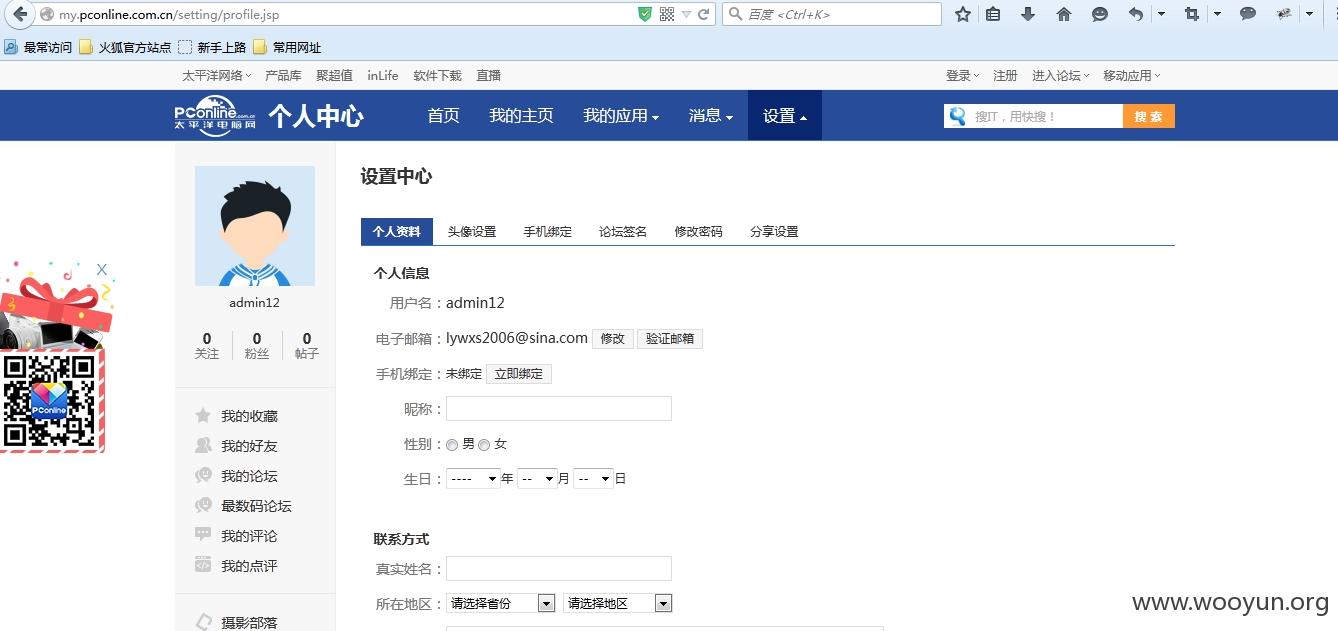 my.pconline.com.cn/setting/profile.jsp
百度 <Ctrl+K>
最常访问 火狐官方站点 新手上路 常用网址
太平洋网络 产品库 聚超值 inLife 软件下载 直播 登录 注册 进入论坛 移动应用
PConline.com.cn
太平洋电脑网
个人中心 首页 我的主页 我的应用 消息 设置 搜IT，用快搜！ 搜 索
设置中心
个人资料 头像设置 手机绑定 论坛签名 修改密码 分享设置
个人信息
用户名：admin12
电子邮箱：lywxs2006@sina.com 修改 验证邮箱
手机绑定：未绑定 立即绑定
昵称：
性别：男 女
生日：---- 年 -- 月 -- 日
联系方式
真实姓名：
所在地区：请选择省份 请选择地区
admin12
0 0 0
关注 粉丝 帖子
我的收藏
我的好友
我的论坛
最数码论坛
我的评论
我的点评
摄影部落
X
PConline
www.wooyun.org